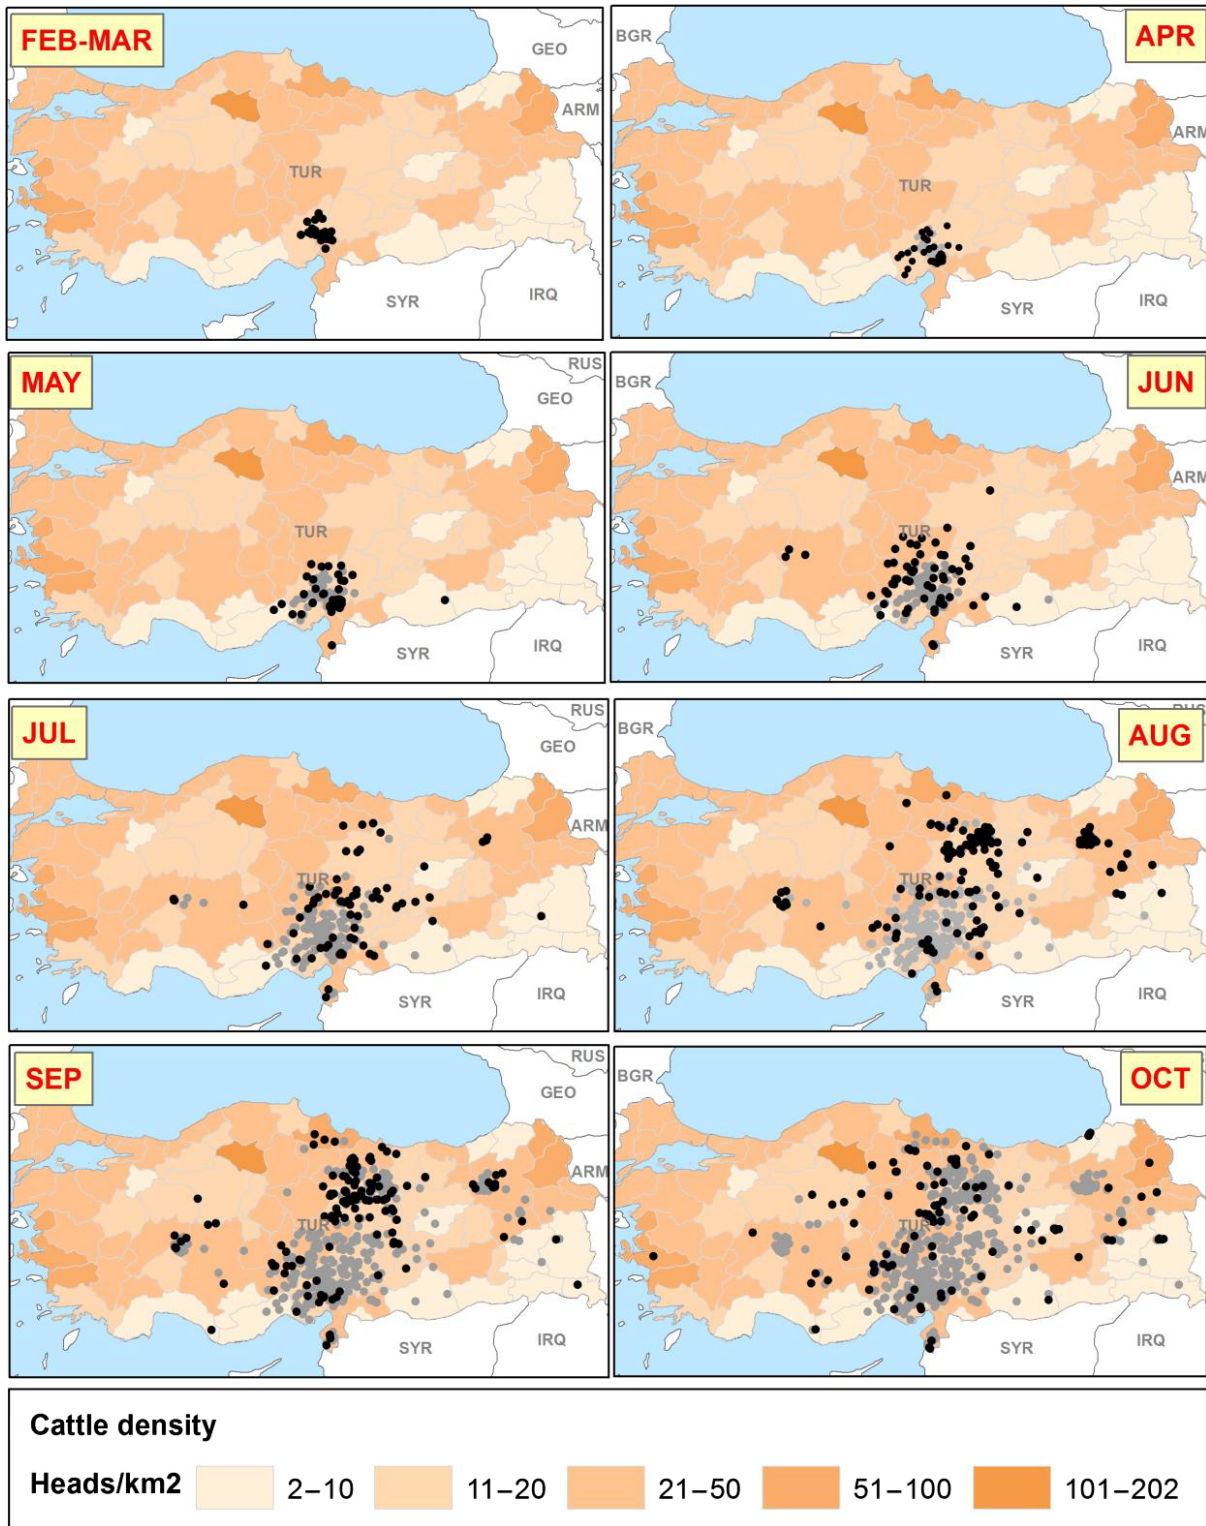 FEB-MAR
GEO
ARM
TUR
SYR
IRQ
BGR
APR
ARM
TUR
SYR
IRQ
MAY
RUS
GEO
TUR
SYR
IRQ
BGR
JUN
ARM
TUR
SYR
IRQ
JUL
RUS
GEO
ARM
TUR
SYR
IRQ
BGR
AUG
TUR
SYR
IRQ
SEP
RUS
GEO
ARM
TUR
SYR
IRQ
BGR
OCT
TUR
SYR
IRQ
Cattle density
Heads/km2 2–10 11–20 21–50 51–100 101–202